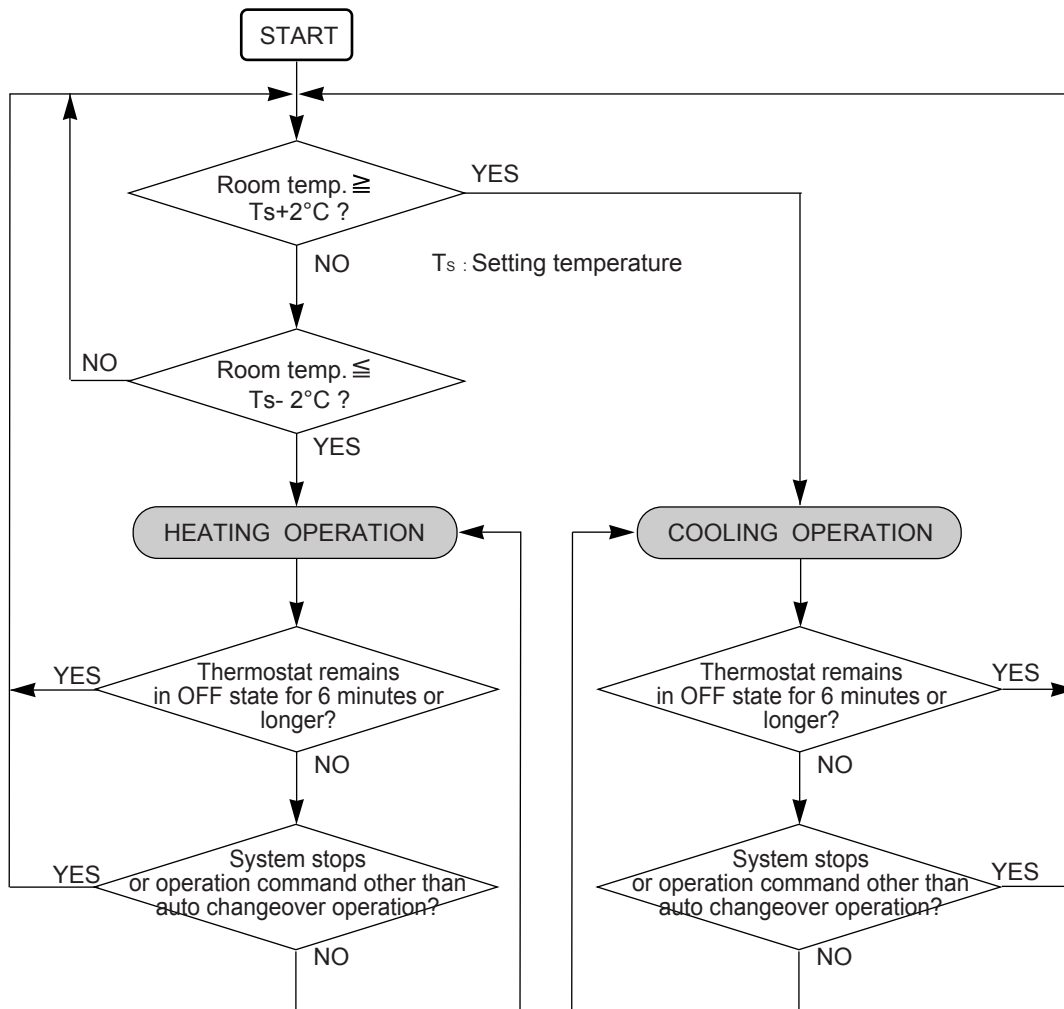 START
Room temp. ≧
Ts+2°C ?
YES
NO
Ts : Setting temperature
NO
Room temp. ≦
Ts- 2°C ?
YES
HEATING OPERATION
COOLING OPERATION
YES
Thermostat remains
in OFF state for 6 minutes or
longer?
NO
Thermostat remains
in OFF state for 6 minutes or
longer?
YES
NO
YES
System stops
or operation command other than
auto changeover operation?
NO
System stops
or operation command other than
auto changeover operation?
YES
NO